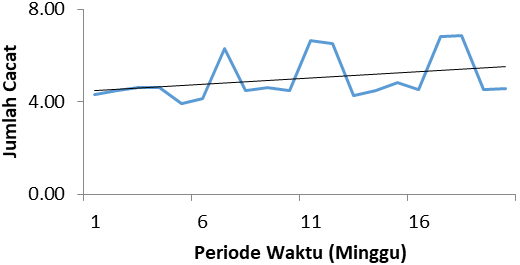 Jumlah Cacat
8.00
4.00
0.00
1 6 11 16
Periode Waktu (Minggu)